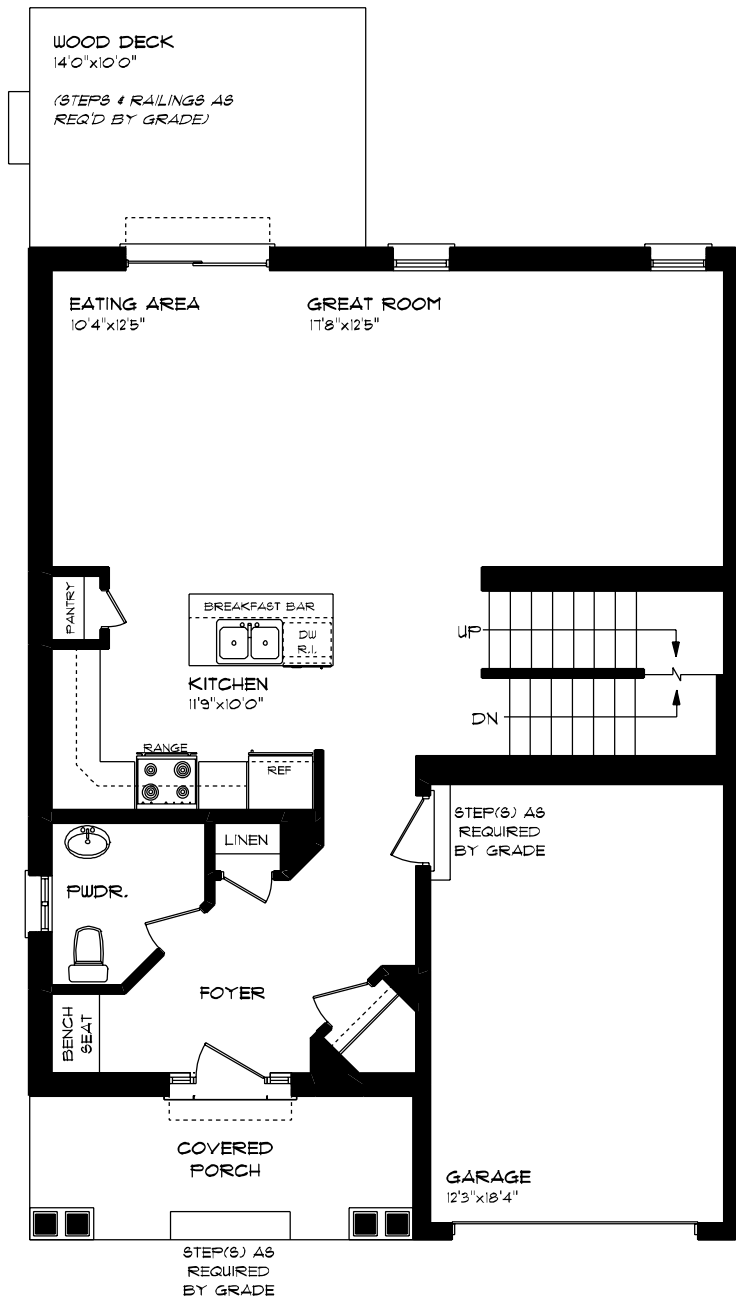 WOOD DECK
14'0"x10'0"
(STEPS & RAILINGS AS
REQ'D BY GRADE)
EATING AREA
10'4"x12'5"
GREAT ROOM
17'8"x12'5"
PANTRY
BREAKFAST BAR
DW
R.I.
UP
KITCHEN
11'9"x10'0"
DN
RANGE
REF
STEP(S) AS
REQUIRED
BY GRADE
LINEN
PWDR.
FOYER
BENCH
SEAT
COVERED
PORCH
GARAGE
12'3"x18'4"
STEP(S) AS
REQUIRED
BY GRADE